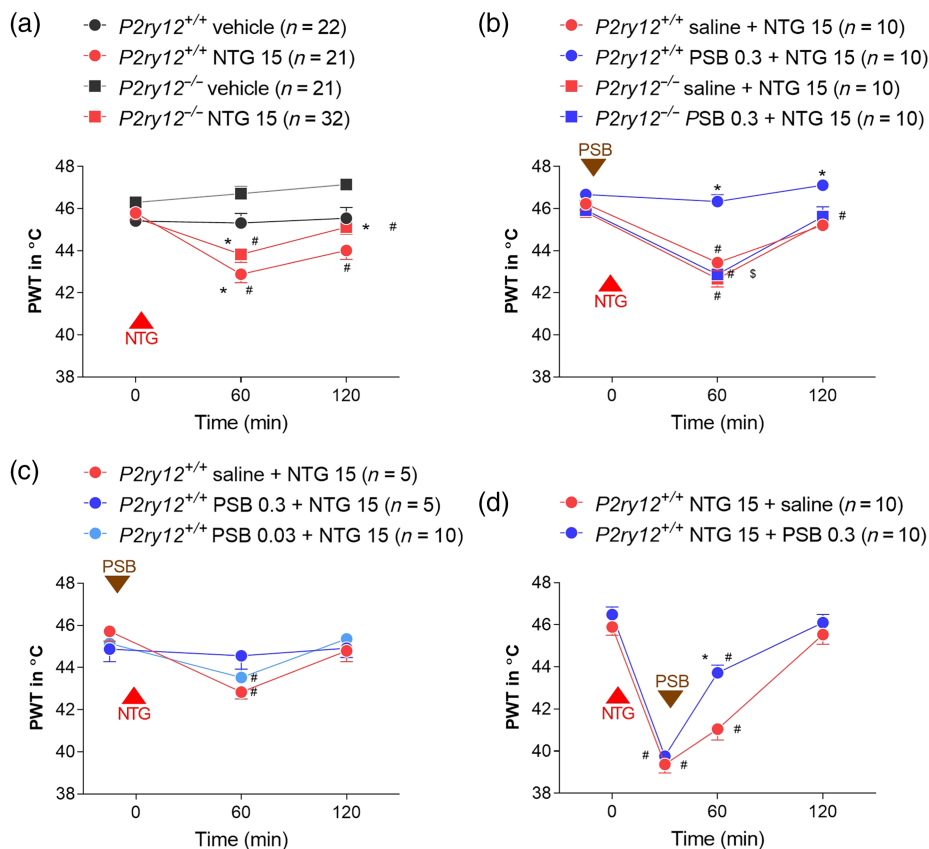 (a)
P2ry12+/+ vehicle (n = 22)
P2ry12+/+ NTG 15 (n = 21)
P2ry12−/− vehicle (n = 21)
P2ry12−/− NTG 15 (n = 32)
48
46
44
42
40
38
PWT in °C
*
#
*
#
*
#
#
NTG
0
60
120
Time (min)
(b)
P2ry12+/+ saline + NTG 15 (n = 10)
P2ry12+/+ PSB 0.3 + NTG 15 (n = 10)
P2ry12−/− saline + NTG 15 (n = 10)
P2ry12−/− PSB 0.3 + NTG 15 (n = 10)
PSB
48
46
44
42
40
38
PWT in °C
*
*
#
#
# $
#
NTG
0
60
120
Time (min)
(c)
P2ry12+/+ saline + NTG 15 (n = 5)
P2ry12+/+ PSB 0.3 + NTG 15 (n = 5)
P2ry12+/+ PSB 0.03 + NTG 15 (n = 10)
PSB
48
46
44
42
40
38
PWT in °C
#
#
NTG
0
60
120
Time (min)
(d)
P2ry12+/+ NTG 15 + saline (n = 10)
P2ry12+/+ NTG 15 + PSB 0.3 (n = 10)
48
46
44
42
40
38
PWT in °C
PSB
* #
NTG
#
# #
0
60
120
Time (min)